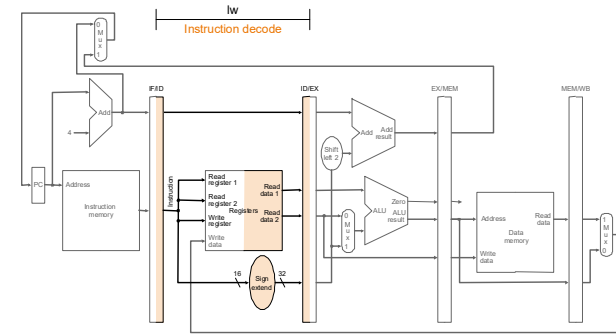 lw
Instruction decode
0
M
u
x
1
IF/ID
ID/EX
EX/MEM
MEM/WB
Add
4
Add
Add
result
Shift
left 2
PC
Address
Instruction
memory
Instruction
Read
register 1
Read
register 2
Write
register
Write
data
Registers
Read
data 1
Read
data 2
0
M
u
x
1
ALU
Zero
ALU
result
Address
Write
data
Data
memory
Read
data
1
M
u
x
0
16
Sign
extend
32